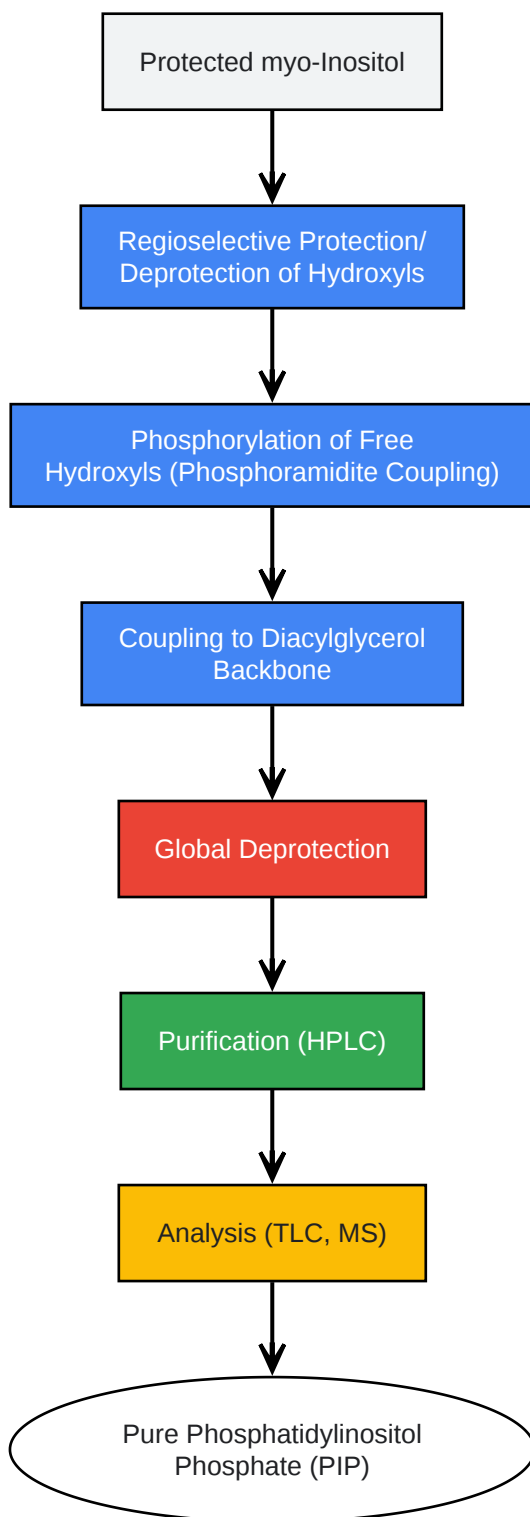 Protected myo-Inositol
Regioselective Protection/
Deprotection of Hydroxyls
Phosphorylation of Free
Hydroxyls (Phosphoramidite Coupling)
Coupling to Diacylglycerol
Backbone
Global Deprotection
Purification (HPLC)
Analysis (TLC, MS)
Pure Phosphatidylinositol
Phosphate (PIP)